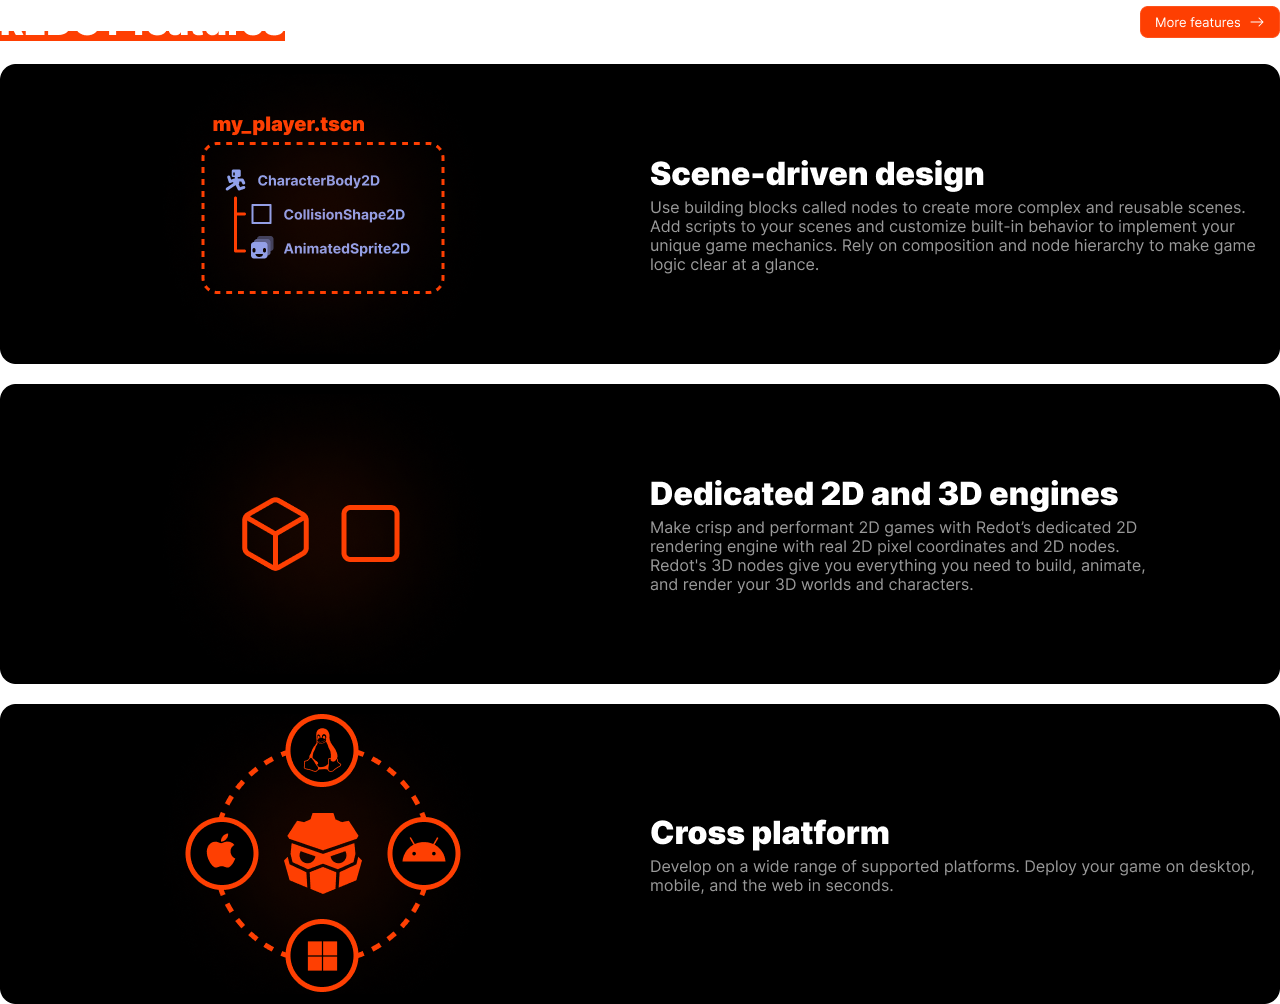 REDOT features
More features
my_player.tscn
CharacterBody2D
CollisionShape2D
AnimatedSprite2D
Scene-driven design
Use building blocks called nodes to create more complex and reusable scenes.
Add scripts to your scenes and customize built-in behavior to implement your
unique game mechanics. Rely on composition and node hierarchy to make game
logic clear at a glance.
Dedicated 2D and 3D engines
Make crisp and performant 2D games with Redot’s dedicated 2D
rendering engine with real 2D pixel coordinates and 2D nodes.
Redot's 3D nodes give you everything you need to build, animate,
and render your 3D worlds and characters.
Cross platform
Develop on a wide range of supported platforms. Deploy your game on desktop,
mobile, and the web in seconds.